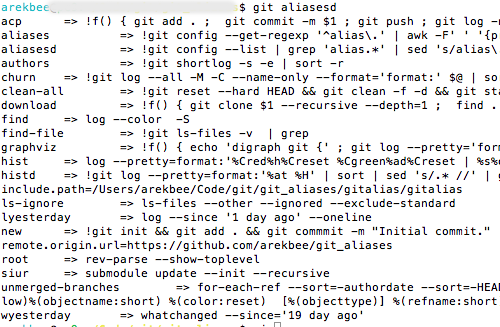 arekbee $ git aliasesd
acp => !f() { git add . ; git commit -m $1 ; git push ; git log -
aliases => !git config --get-regexp '^alias\.' | awk -F' ' '{p
aliasesd => !git config --list | grep 'alias.*' | sed 's/alias\
authors => !git shortlog -s -e | sort -r
churn => !git log --all -M -C --name-only --format='format:' $@ | so
clean-all => !git reset --hard HEAD && git clean -f -d && git sta
download => !f() { git clone $1 --recursive --depth=1 ; find .
find => log --color -S
find-file => !git ls-files -v | grep
graphviz => !f() { echo 'digraph git {' ; git log --pretty='form
hist => log --pretty=format:'%Cred%h%Creset %Cgreen%ad%Creset | %s%
histd => !git log --pretty=format:'%at %H' | sort | sed 's/.* //' | g
include.path=/Users/arekbee/Code/git/git_aliases/gitalias/gitalias
ls-ignore => ls-files --other --ignored --exclude-standard
lyesterday => log --since '1 day ago' --oneline
new => !git init && git add . && git commmit -m "Initial commit."
remote.origin.url=https://github.com/arekbee/git_aliases
root => rev-parse --show-toplevel
siur => submodule update --init --recursive
unmerged-branches => for-each-ref --sort=-authordate --sort=-HEA
low)%(objectname:short) %(color:reset) [%(objecttype)] %(refname:short
wyesterday => whatchanged --since='19 day ago'